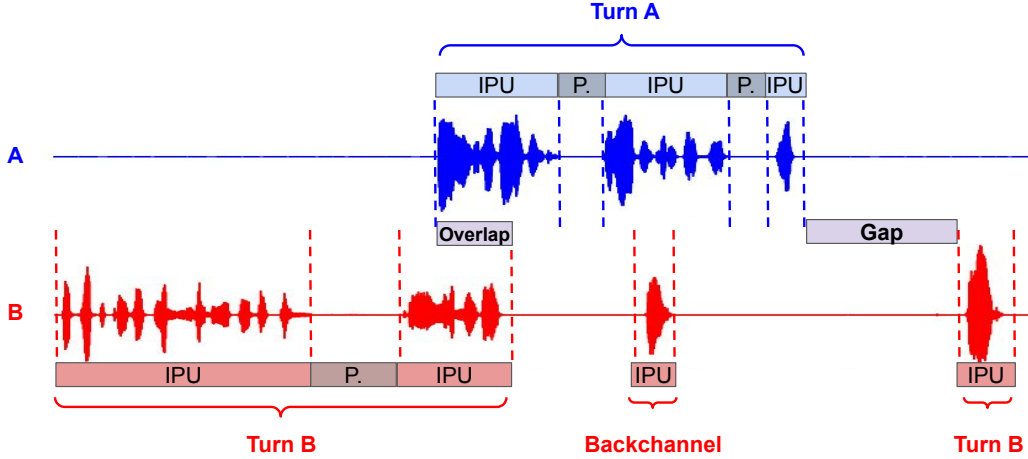 Turn A
IPU P. IPU P. IPU
A
Overlap Gap
B
IPU P. IPU IPU IPU
Turn B Backchannel Turn B